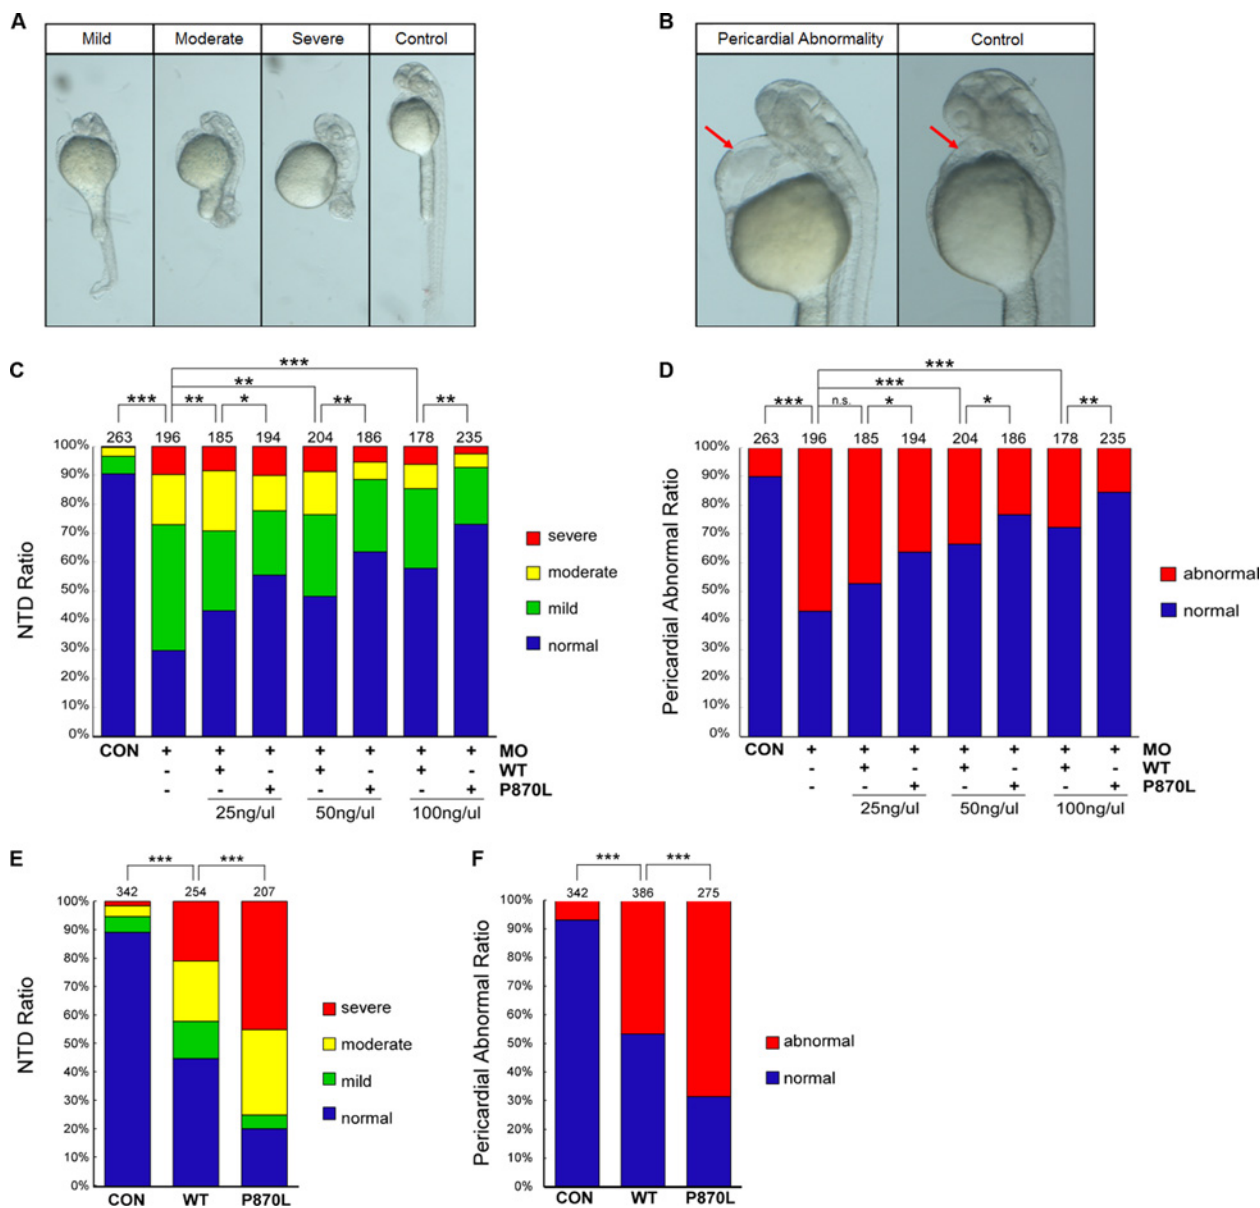 A
Mild Moderate Severe Control
B
Pericardial Abnormality Control
C
***
**
*** ** * ** **
263 196 185 194 204 186 178 235
100%
90%
80%
70%
60%
50%
40%
30%
20%
10%
0%
NTD Ratio
severe
moderate
mild
normal
CON + + + + + + + MO
- + - + - + - WT
- - + - + - + P870L
25ng/ul 50ng/ul 100ng/ul
D
***
***
*** n.s. * * **
263 196 185 194 204 186 178 235
100%
90%
80%
70%
60%
50%
40%
30%
20%
10%
0%
Pericardial Abnormal Ratio
abnormal
normal
CON + + + + + + + MO
- + - + - + - WT
- - + - + - + P870L
25ng/ul 50ng/ul 100ng/ul
E
*** ***
342 254 207
100%
90%
80%
70%
60%
50%
40%
30%
20%
10%
0%
NTD Ratio
severe
moderate
mild
normal
CON WT P870L
F
*** ***
342 386 275
100%
90%
80%
70%
60%
50%
40%
30%
20%
10%
0%
Pericardial Abnormal Ratio
abnormal
normal
CON WT P870L